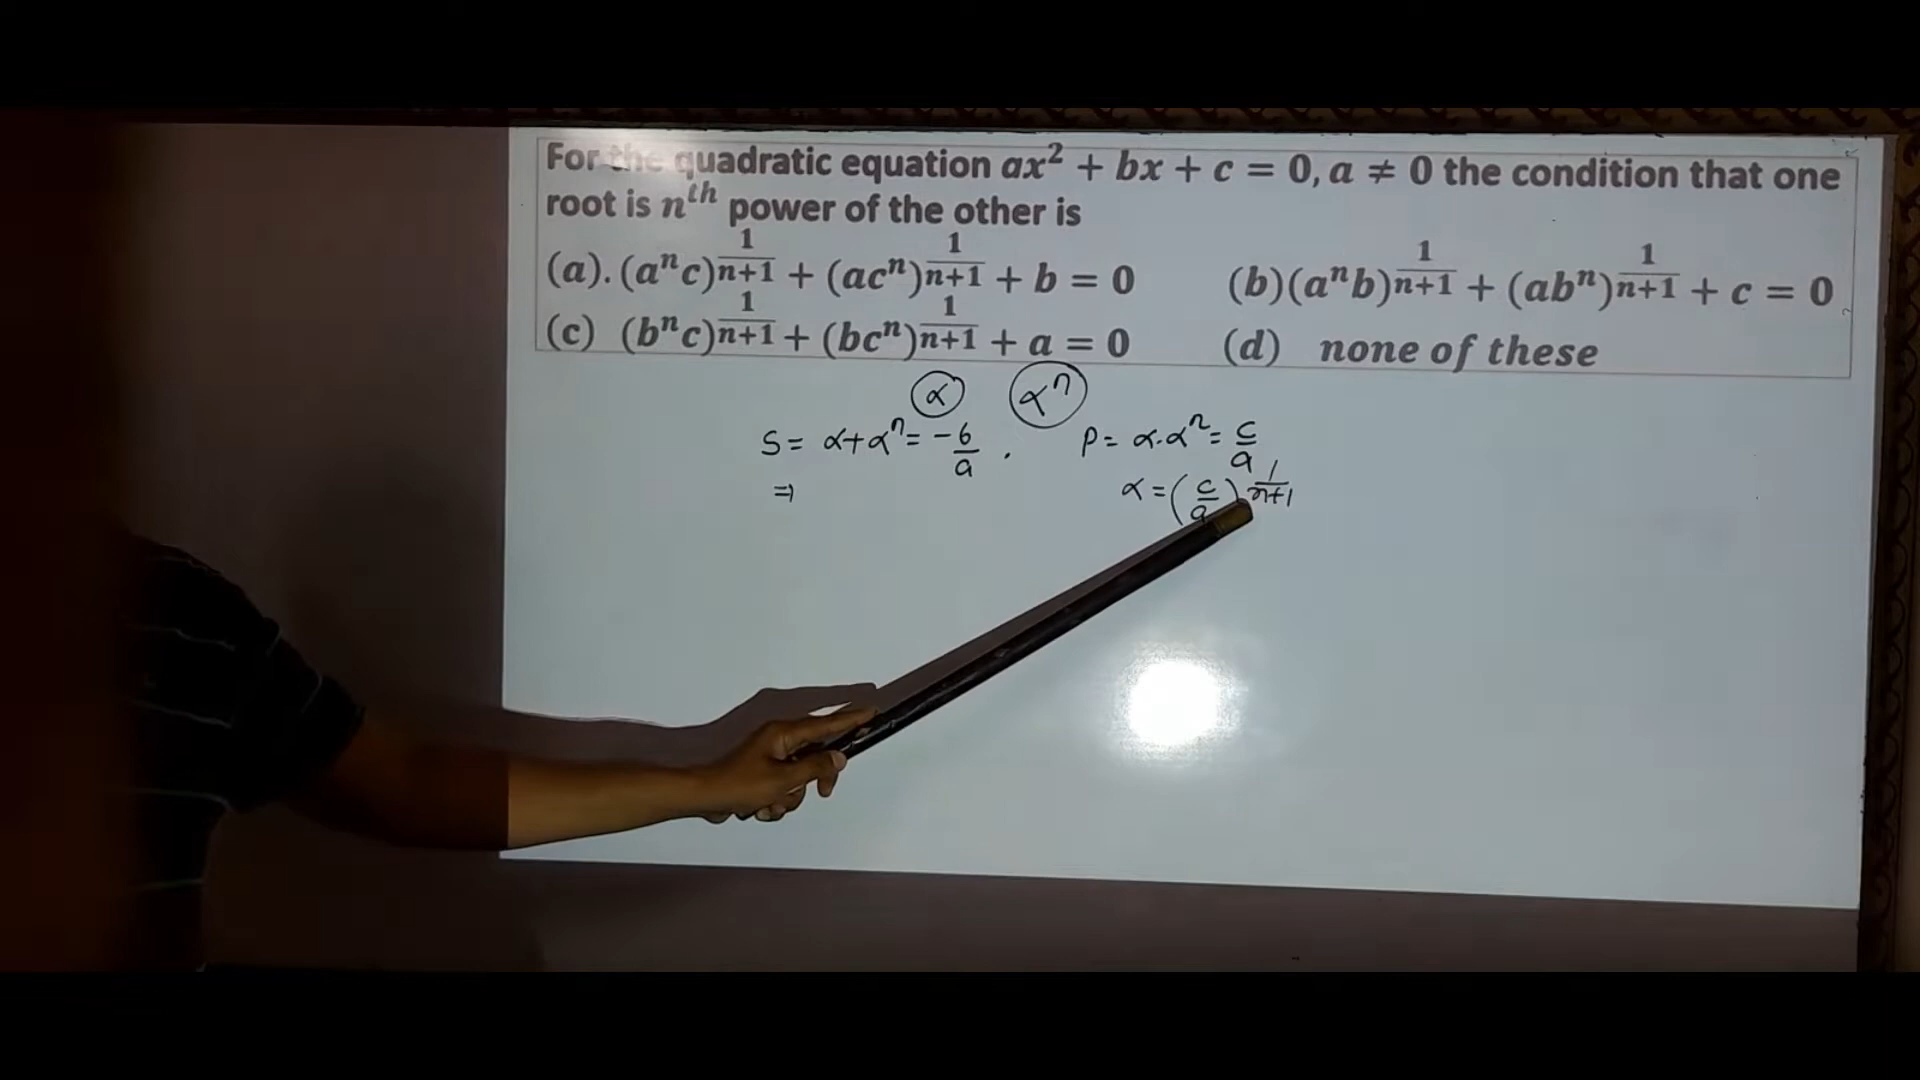 For the quadratic equation ax² + bx + c = 0, a ≠ 0 the condition that one
root is nᵗʰ power of the other is
(a). (aⁿc)^(1/(n+1)) + (acⁿ)^(1/(n+1)) + b = 0 (b)(aⁿb)^(1/(n+1)) + (abⁿ)^(1/(n+1)) + c = 0
(c) (bⁿc)^(1/(n+1)) + (bcⁿ)^(1/(n+1)) + a = 0 (d) none of these
α αⁿ
S = α+αⁿ = -b/a , P = α.αⁿ = c/a
⇒ α = (c/a)^(1/(n+1))